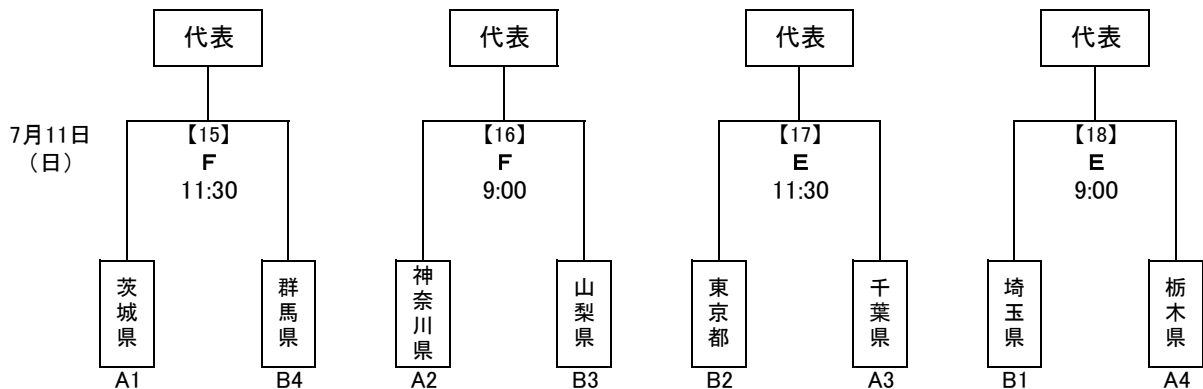 代表 代表 代表 代表
7月11日
（日）
【15】 【16】 【17】 【18】
F F E E
11:30 9:00 11:30 9:00
茨城県 群馬県 神奈川県 山梨県 東京都 千葉県 埼玉県 栃木県
A1 B4 A2 B3 B2 A3 B1 A4